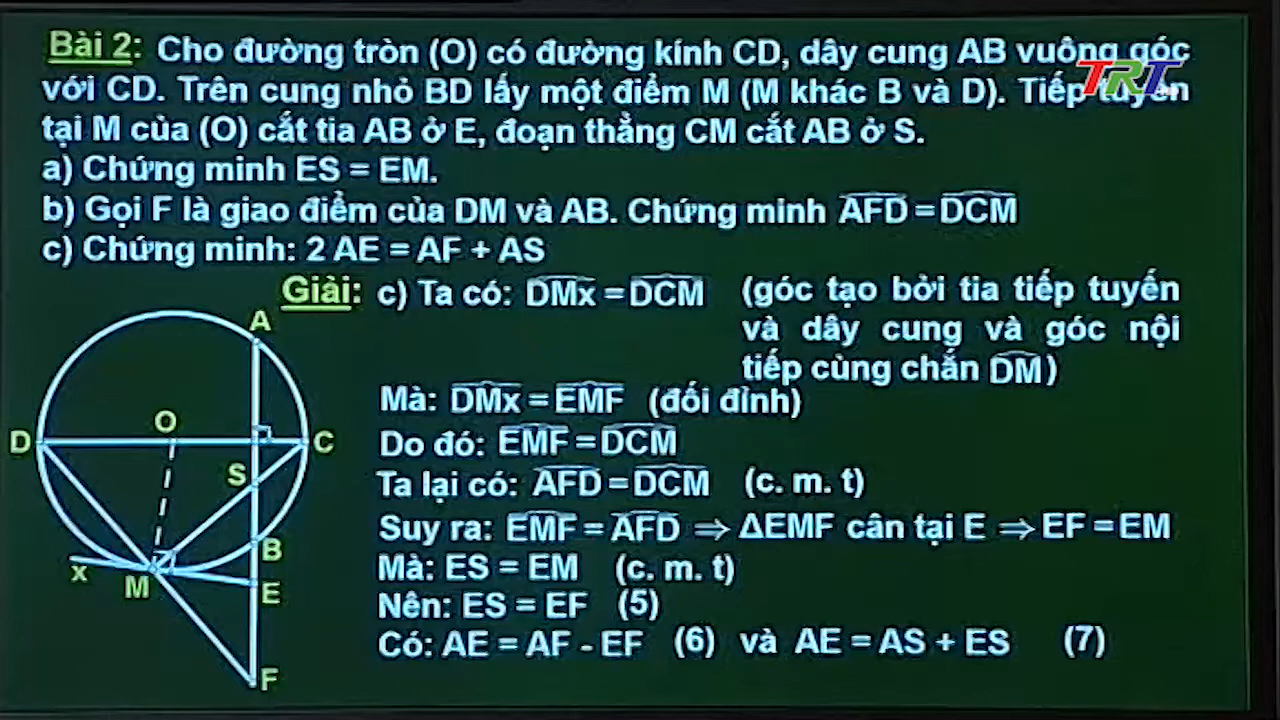 Bài 2: Cho đường tròn (O) có đường kính CD, dây cung AB vuông góc
TRT
với CD. Trên cung nhỏ BD lấy một điểm M (M khác B và D). Tiếp tuyến
tại M của (O) cắt tia AB ở E, đoạn thẳng CM cắt AB ở S.
a) Chứng minh ES = EM.
b) Gọi F là giao điểm của DM và AB. Chứng minh AFD = DCM
c) Chứng minh: 2 AE = AF + AS
Giải: c) Ta có: DMx = DCM (góc tạo bởi tia tiếp tuyến
và dây cung và góc nội
tiếp cùng chắn DM)
Mà: DMx = EMF (đối đỉnh)
Do đó: EMF = DCM
Ta lại có: AFD = DCM (c. m. t)
Suy ra: EMF = AFD ⇒ ΔEMF cân tại E ⇒ EF = EM
Mà: ES = EM (c. m. t)
Nên: ES = EF (5)
Có: AE = AF - EF (6) và AE = AS + ES (7)
A
O
D
C
S
B
x
M
E
F